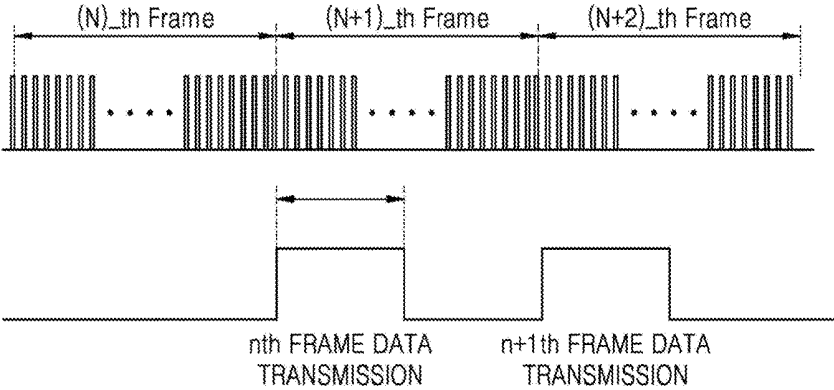 (N)_th Frame
(N+1)_th Frame
(N+2)_th Frame
nth FRAME DATA
TRANSMISSION
n+1th FRAME DATA
TRANSMISSION